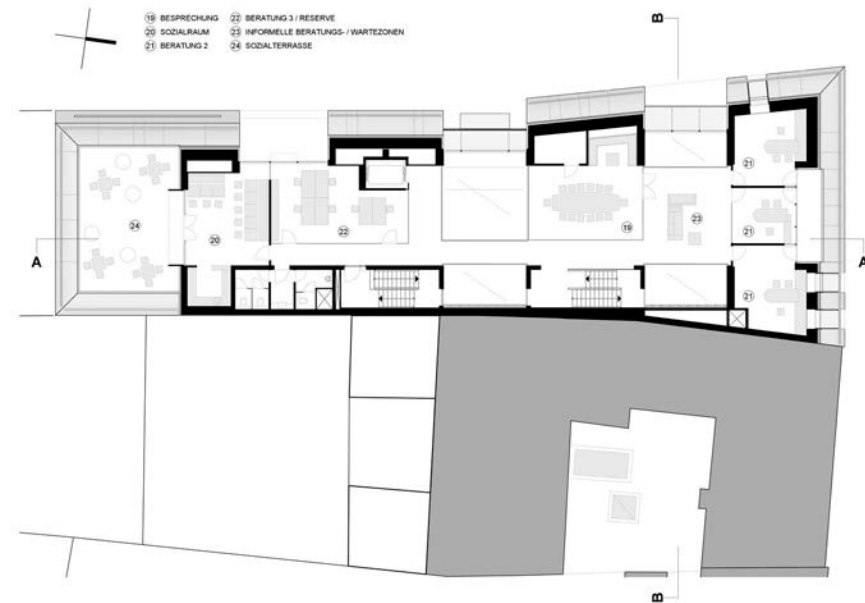 19 BESPRECHUNG 22 BERATUNG 3 / RESERVE
20 SOZIALRAUM 23 INFORMELLE BERATUNGS- / WARTEZONEN
21 BERATUNG 2 24 SOZIALTERRASSE
B
21
24
20
22
19
23
21
A
A
21
B